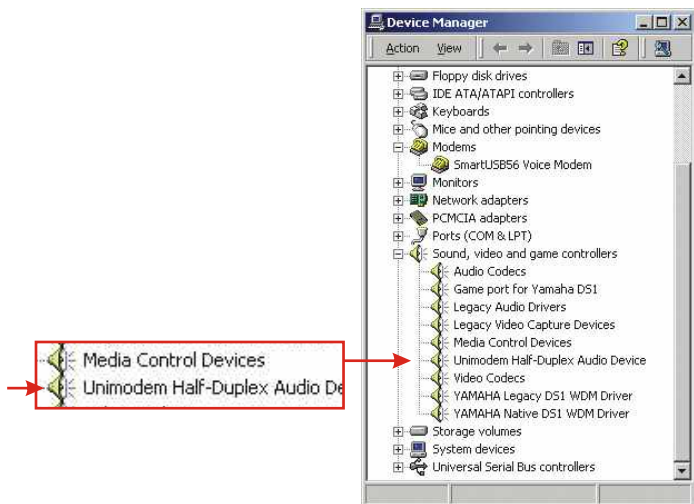 Device Manager
Action View
Floppy disk drives
IDE ATA/ATAPI controllers
Keyboards
Mice and other pointing devices
Modems
SmartUSB56 Voice Modem
Monitors
Network adapters
PCMCIA adapters
Ports (COM & LPT)
Sound, video and game controllers
Audio Codecs
Game port for Yamaha DS1
Legacy Audio Drivers
Legacy Video Capture Devices
Media Control Devices
Unimodem Half-Duplex Audio Device
Video Codecs
YAMAHA Legacy DS1 WDM Driver
YAMAHA Native DS1 WDM Driver
Storage volumes
System devices
Universal Serial Bus controllers
Media Control Devices
Unimodem Half-Duplex Audio De